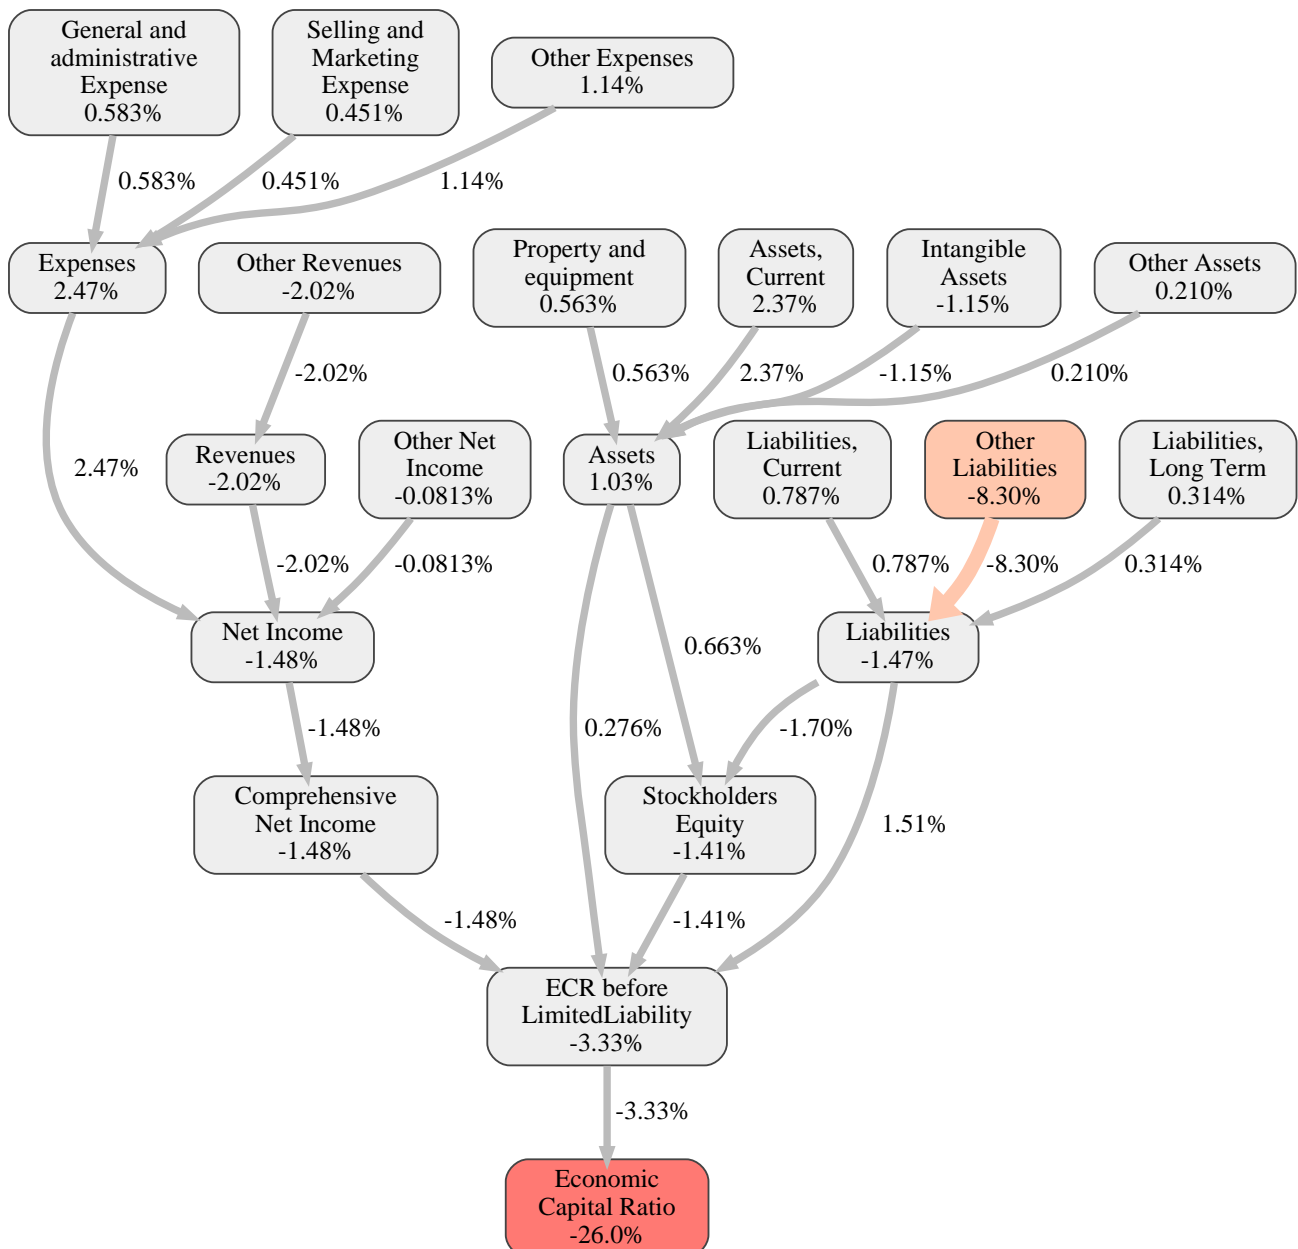 General and
administrative
Expense
0.583%
Selling and
Marketing
Expense
0.451%
Other Expenses
1.14%
0.583%
0.451%
1.14%
Expenses
2.47%
Other Revenues
-2.02%
Property and
equipment
0.563%
Assets,
Current
2.37%
Intangible
Assets
-1.15%
Other Assets
0.210%
-2.02%
0.563%
2.37%
-1.15%
0.210%
2.47%
Revenues
-2.02%
Other Net
Income
-0.0813%
Assets
1.03%
Liabilities,
Current
0.787%
Other
Liabilities
-8.30%
Liabilities,
Long Term
0.314%
-2.02%
-0.0813%
0.787%
-8.30%
0.314%
Net Income
-1.48%
0.663%
Liabilities
-1.47%
-1.48%
0.276%
-1.70%
Comprehensive
Net Income
-1.48%
Stockholders
Equity
-1.41%
1.51%
-1.48%
-1.41%
ECR before
LimitedLiability
-3.33%
-3.33%
Economic
Capital Ratio
-26.0%